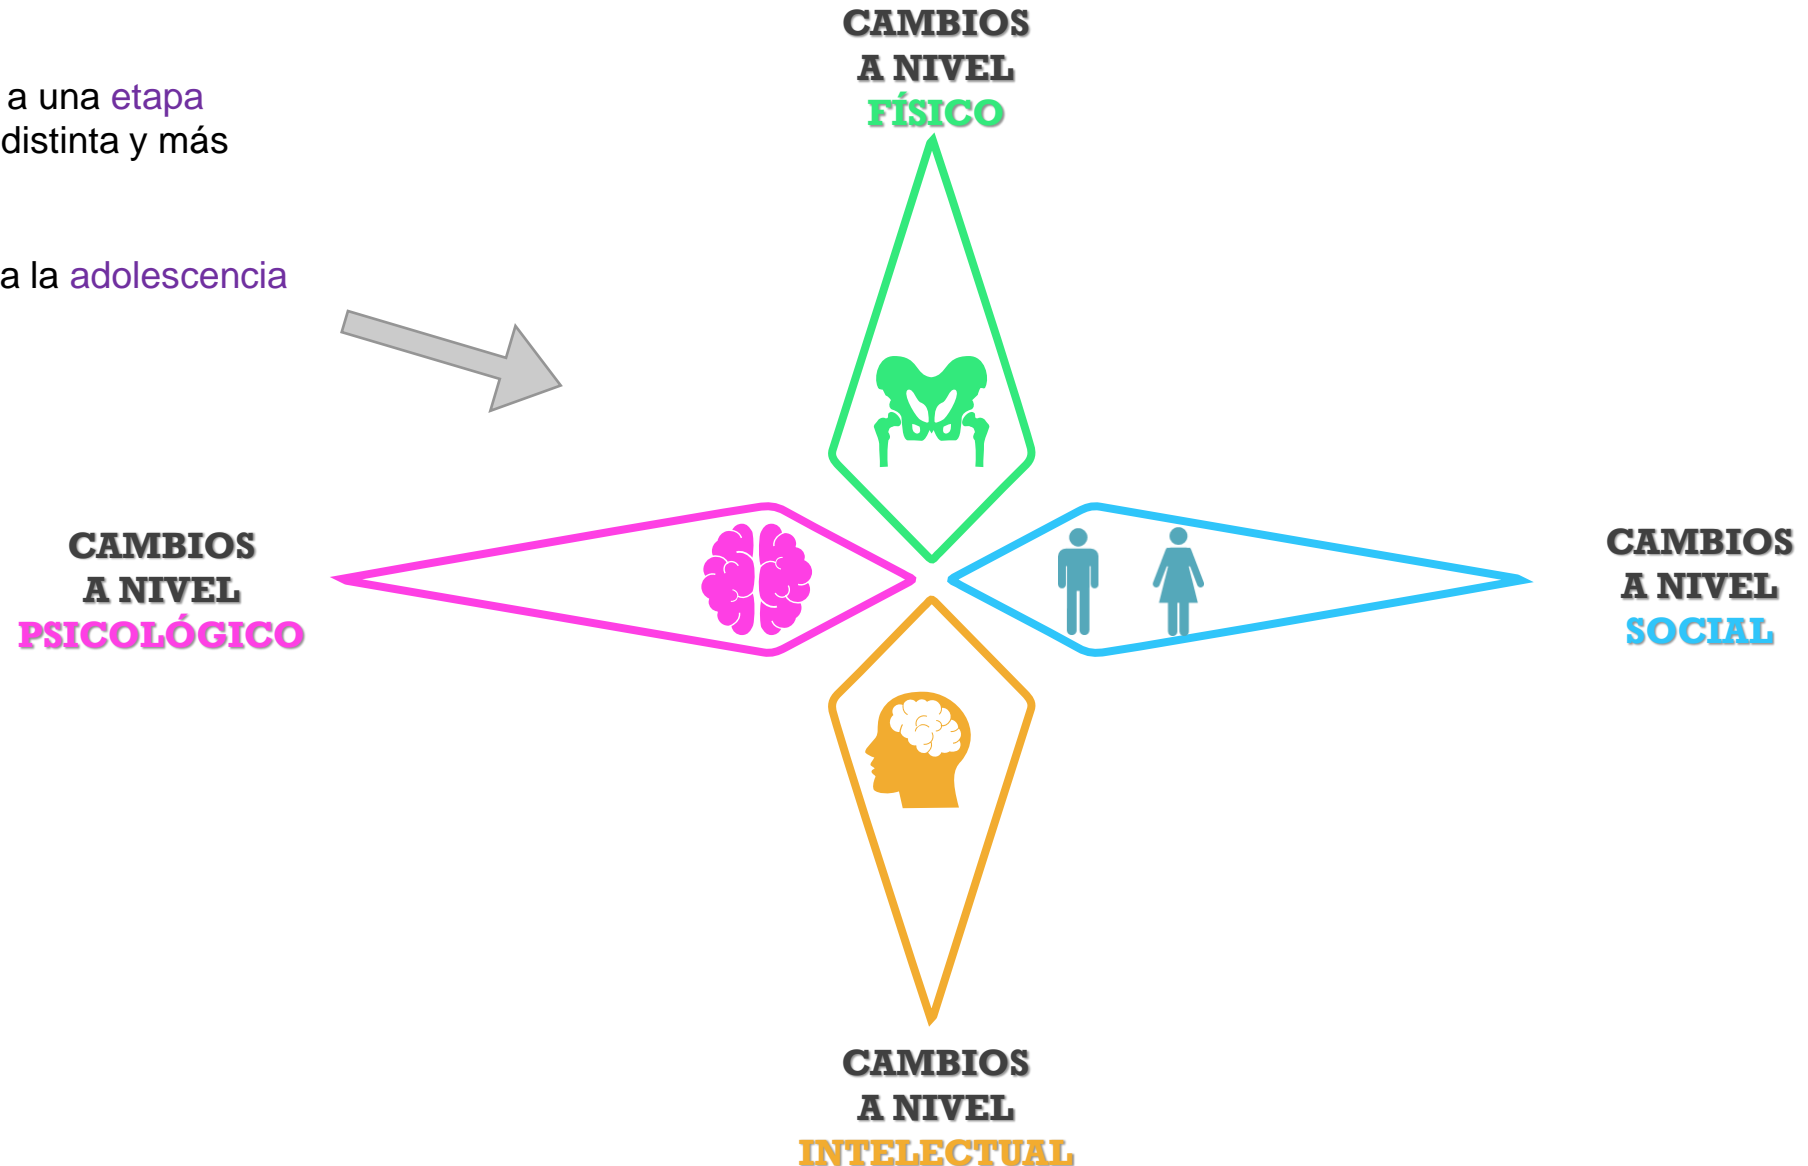 CAMBIOS
A NIVEL
FÍSICO
a una etapa
distinta y más
a la adolescencia
CAMBIOS
A NIVEL
PSICOLÓGICO
CAMBIOS
A NIVEL
SOCIAL
CAMBIOS
A NIVEL
INTELECTUAL